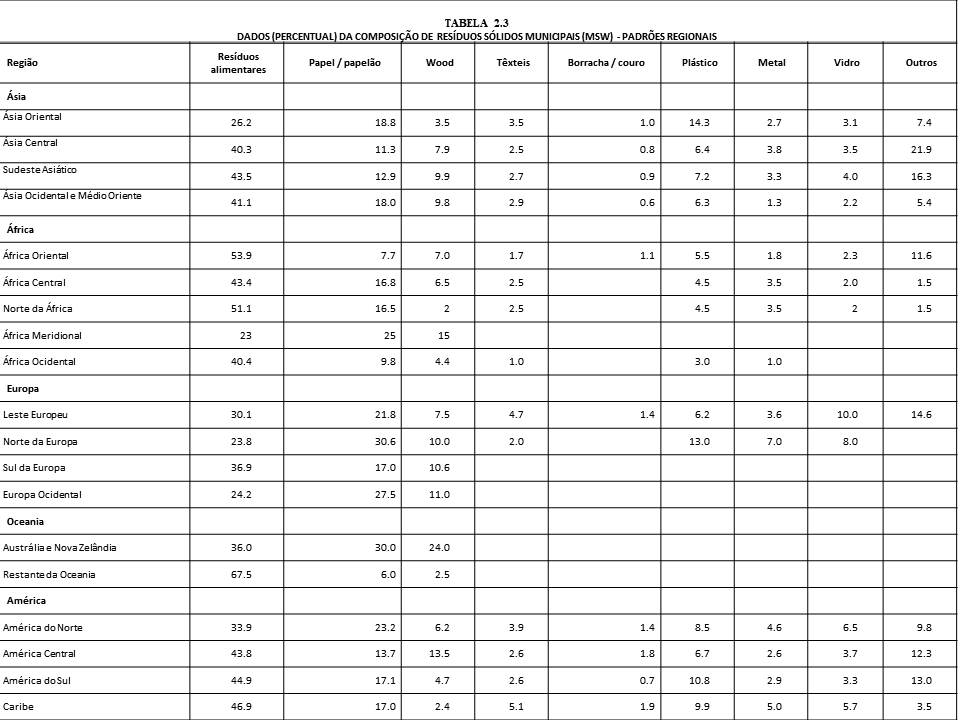 TABELA 2.3
DADOS (PERCENTUAL) DA COMPOSIÇÃO DE RESÍDUOS SÓLIDOS MUNICIPAIS (MSW) - PADRÕES REGIONAIS
Região Resíduos alimentares Papel / papelão Wood Têxteis Borracha / couro Plástico Metal Vidro Outros
Ásia
Ásia Oriental 26.2 18.8 3.5 3.5 1.0 14.3 2.7 3.1 7.4
Ásia Central 40.3 11.3 7.9 2.5 0.8 6.4 3.8 3.5 21.9
Sudeste Asiático 43.5 12.9 9.9 2.7 0.9 7.2 3.3 4.0 16.3
Ásia Ocidental e Médio Oriente 41.1 18.0 9.8 2.9 0.6 6.3 1.3 2.2 5.4
África
África Oriental 53.9 7.7 7.0 1.7 1.1 5.5 1.8 2.3 11.6
África Central 43.4 16.8 6.5 2.5 4.5 3.5 2.0 1.5
Norte da África 51.1 16.5 2 2.5 4.5 3.5 2 1.5
África Meridional 23 25 15
África Ocidental 40.4 9.8 4.4 1.0 3.0 1.0
Europa
Leste Europeu 30.1 21.8 7.5 4.7 1.4 6.2 3.6 10.0 14.6
Norte da Europa 23.8 30.6 10.0 2.0 13.0 7.0 8.0
Sul da Europa 36.9 17.0 10.6
Europa Ocidental 24.2 27.5 11.0
Oceania
Austrália e Nova Zelândia 36.0 30.0 24.0
Restante da Oceania 67.5 6.0 2.5
América
América do Norte 33.9 23.2 6.2 3.9 1.4 8.5 4.6 6.5 9.8
América Central 43.8 13.7 13.5 2.6 1.8 6.7 2.6 3.7 12.3
América do Sul 44.9 17.1 4.7 2.6 0.7 10.8 2.9 3.3 13.0
Caribe 46.9 17.0 2.4 5.1 1.9 9.9 5.0 5.7 3.5